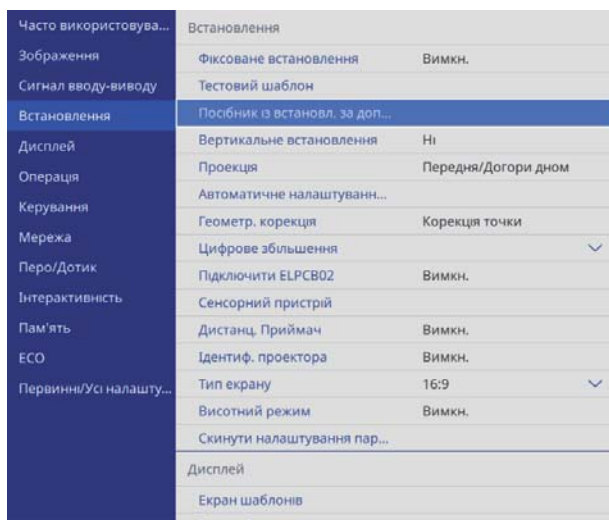 Часто використовува...
Зображення
Сигнал вводу-виводу
Встановлення
Дисплей
Операція
Керування
Мережа
Перо/Дотик
Інтерактивність
Пам'ять
ECO
Первинні/Усі налашту...
Встановлення
Фіксоване встановлення Вимкн.
Тестовий шаблон
Посібник із встановл. за доп...
Вертикальне встановлення Ні
Проекція Передня/Догори дном
Автоматичне налаштуванн...
Геометр. корекція Корекція точки
Цифрове збільшення
Підключити ELPCB02 Вимкн.
Сенсорний пристрій
Дистанц. Приймач Вимкн.
Ідентиф. проектора Вимкн.
Тип екрану 16:9
Висотний режим Вимкн.
Скинути налаштування пар...
Дисплей
Екран шаблонів